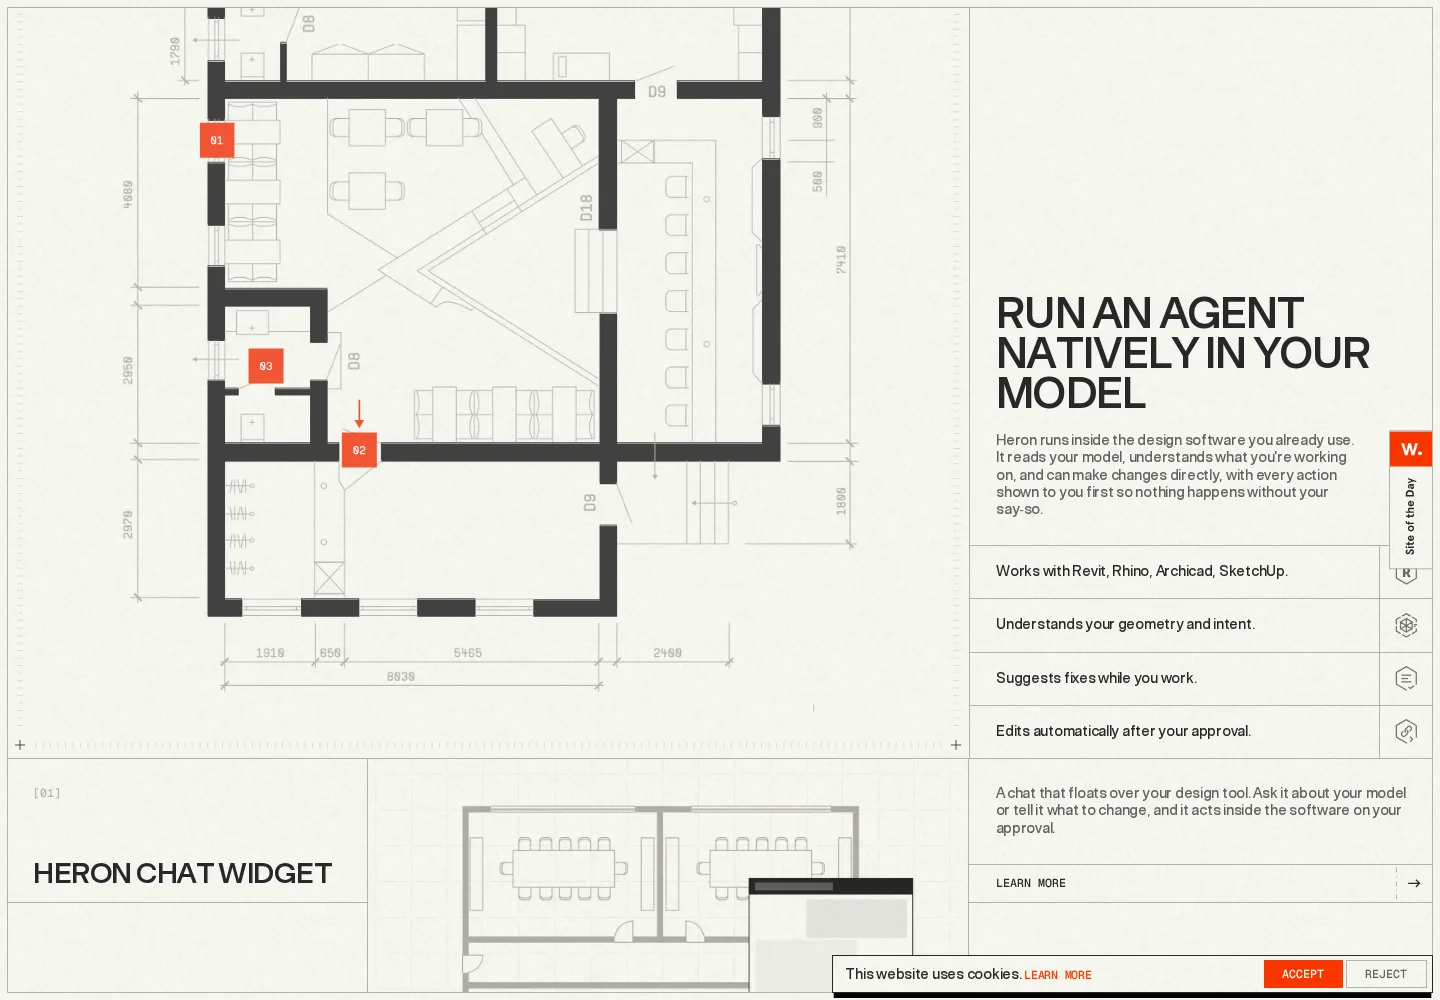 D8
1790
D9
01
900
500
4080
D18
7410
03
D8
2950
02
D9
1800
2970
1910
650
5465
2400
8030
RUN AN AGENT
NATIVELY IN YOUR
MODEL
Heron runs inside the design software you already use.
It reads your model, understands what you're working
on, and can make changes directly, with every action
shown to you first so nothing happens without your
say-so.
W.
Site of the Day
Works with Revit, Rhino, Archicad, SketchUp.
R
Understands your geometry and intent.
Suggests fixes while you work.
Edits automatically after your approval.
[01]
HERON CHAT WIDGET
A chat that floats over your design tool. Ask it about your model
or tell it what to change, and it acts inside the software on your
approval.
LEARN MORE
This website uses cookies. LEARN MORE
ACCEPT
REJECT